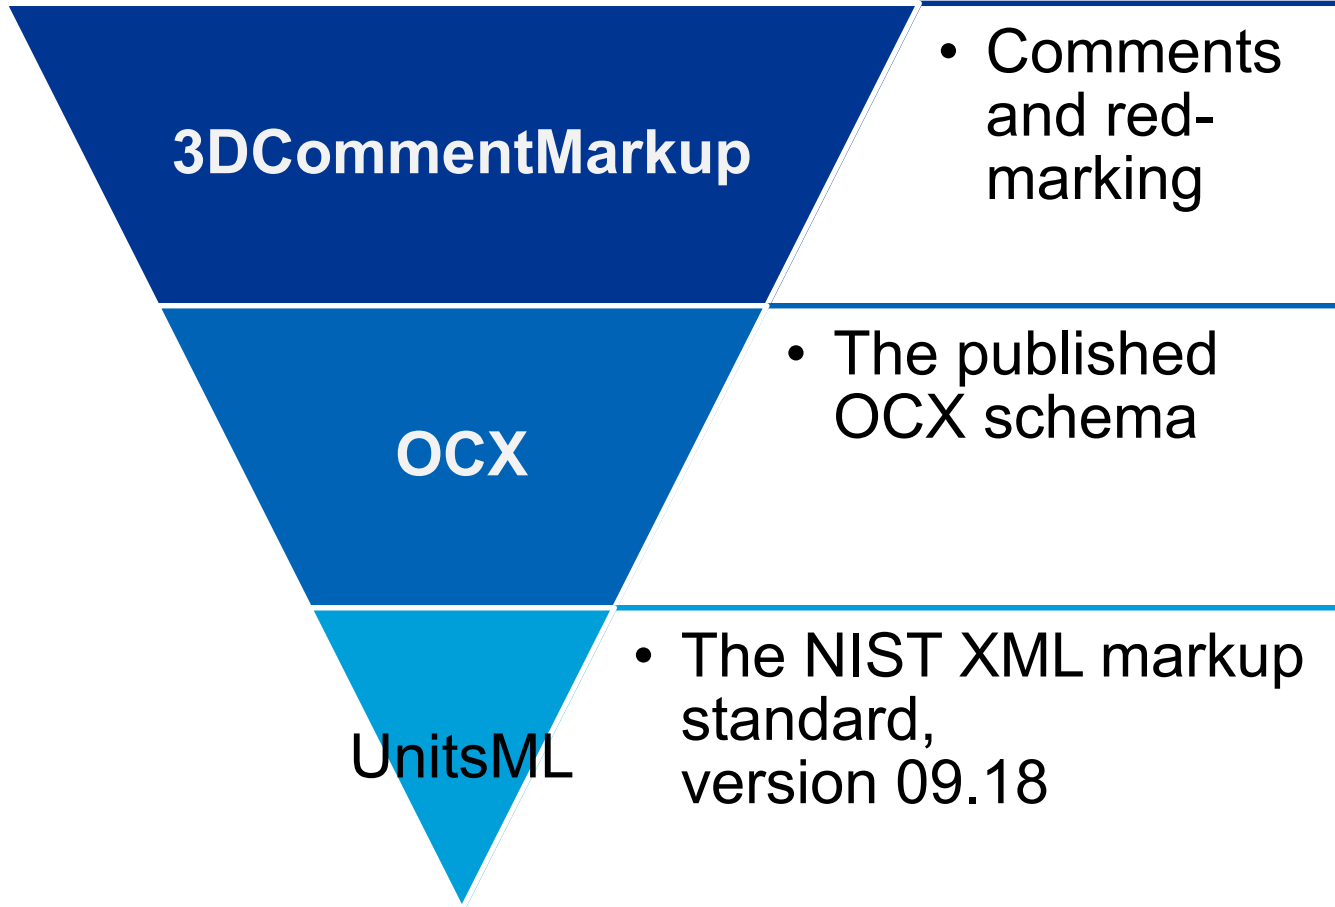 3DCommentMarkup
• Comments
and red-
marking
OCX
• The published
OCX schema
UnitsML
• The NIST XML markup
standard,
version 09.18